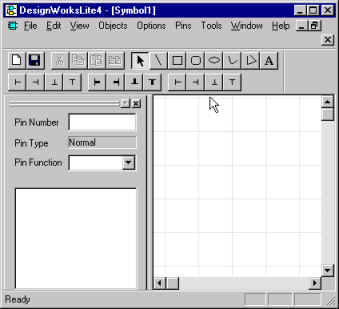 DesignWorksLite4 - [Symbol1]
File Edit View Objects Options Pins Tools Window Help
A
Pin Number
Pin Type Normal
Pin Function
Ready